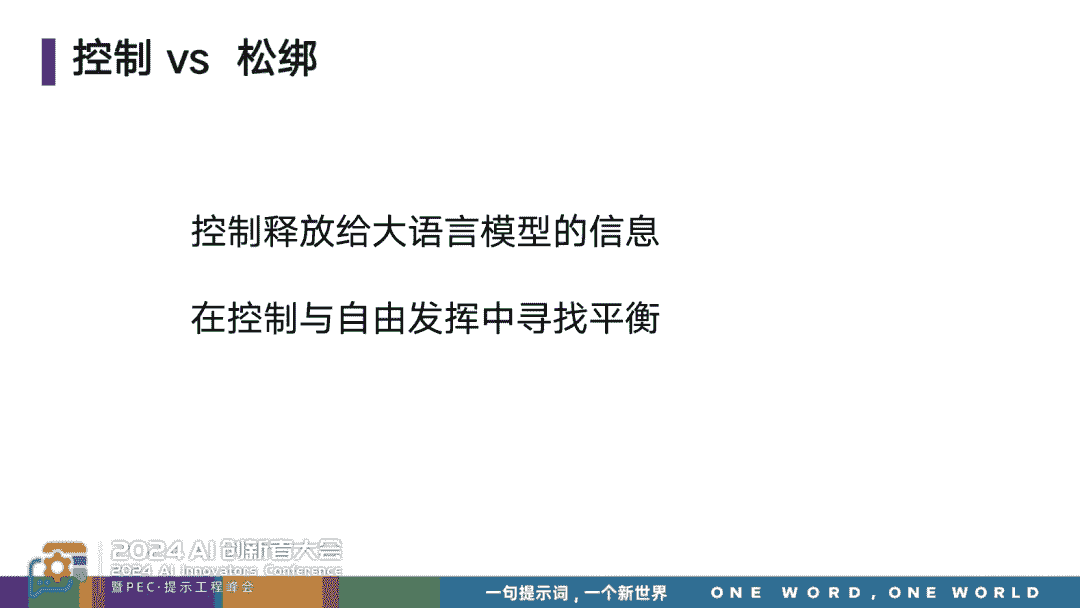 控制 vs 松绑
控制释放给大语言模型的信息
在控制与自由发挥中寻找平衡
2024 AI 创新者大会
2024 AI Innovators Conference
暨PEC·提示工程峰会
一句提示词，一个新世界
ONE WORD, ONE WORLD